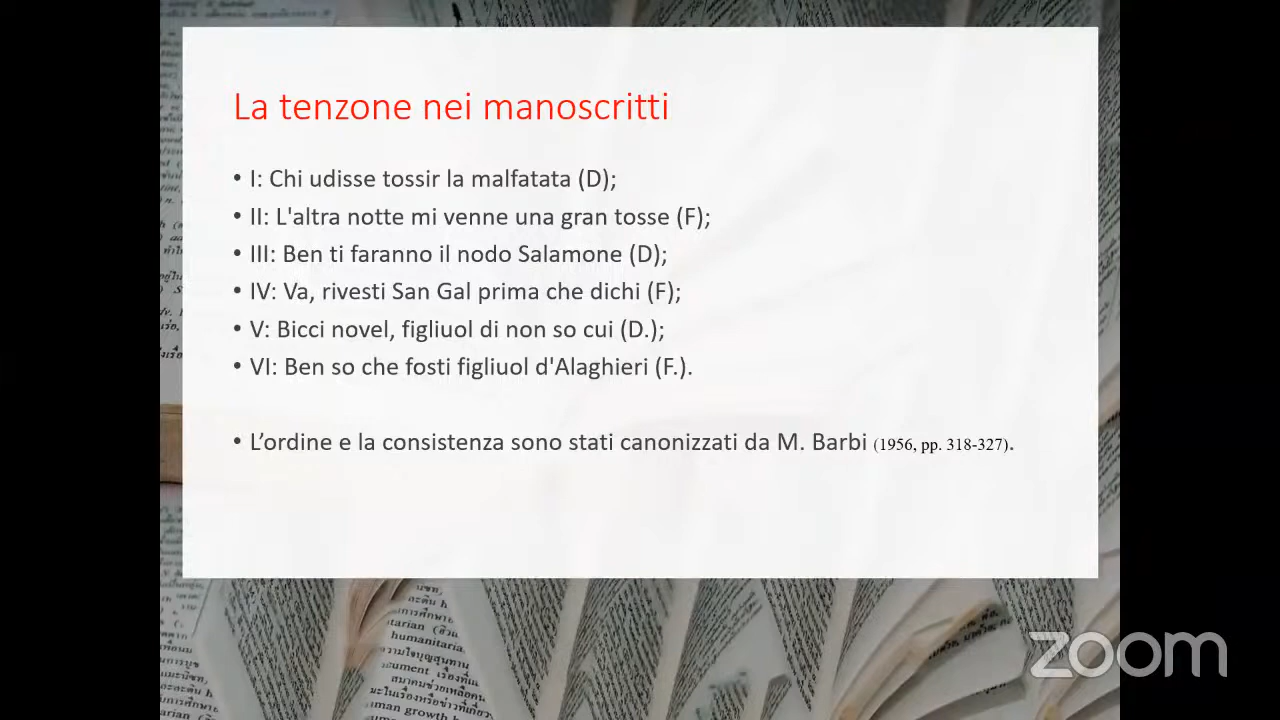 La tenzone nei manoscritti
• I: Chi udisse tossir la malfatata (D);
• II: L'altra notte mi venne una gran tosse (F);
• III: Ben ti faranno il nodo Salamone (D);
• IV: Va, rivesti San Gal prima che dichi (F);
• V: Bicci novel, figliuol di non so cui (D.);
• VI: Ben so che fosti figliuol d'Alaghieri (F.).
• L’ordine e la consistenza sono stati canonizzati da M. Barbi (1956, pp. 318-327).
zoom